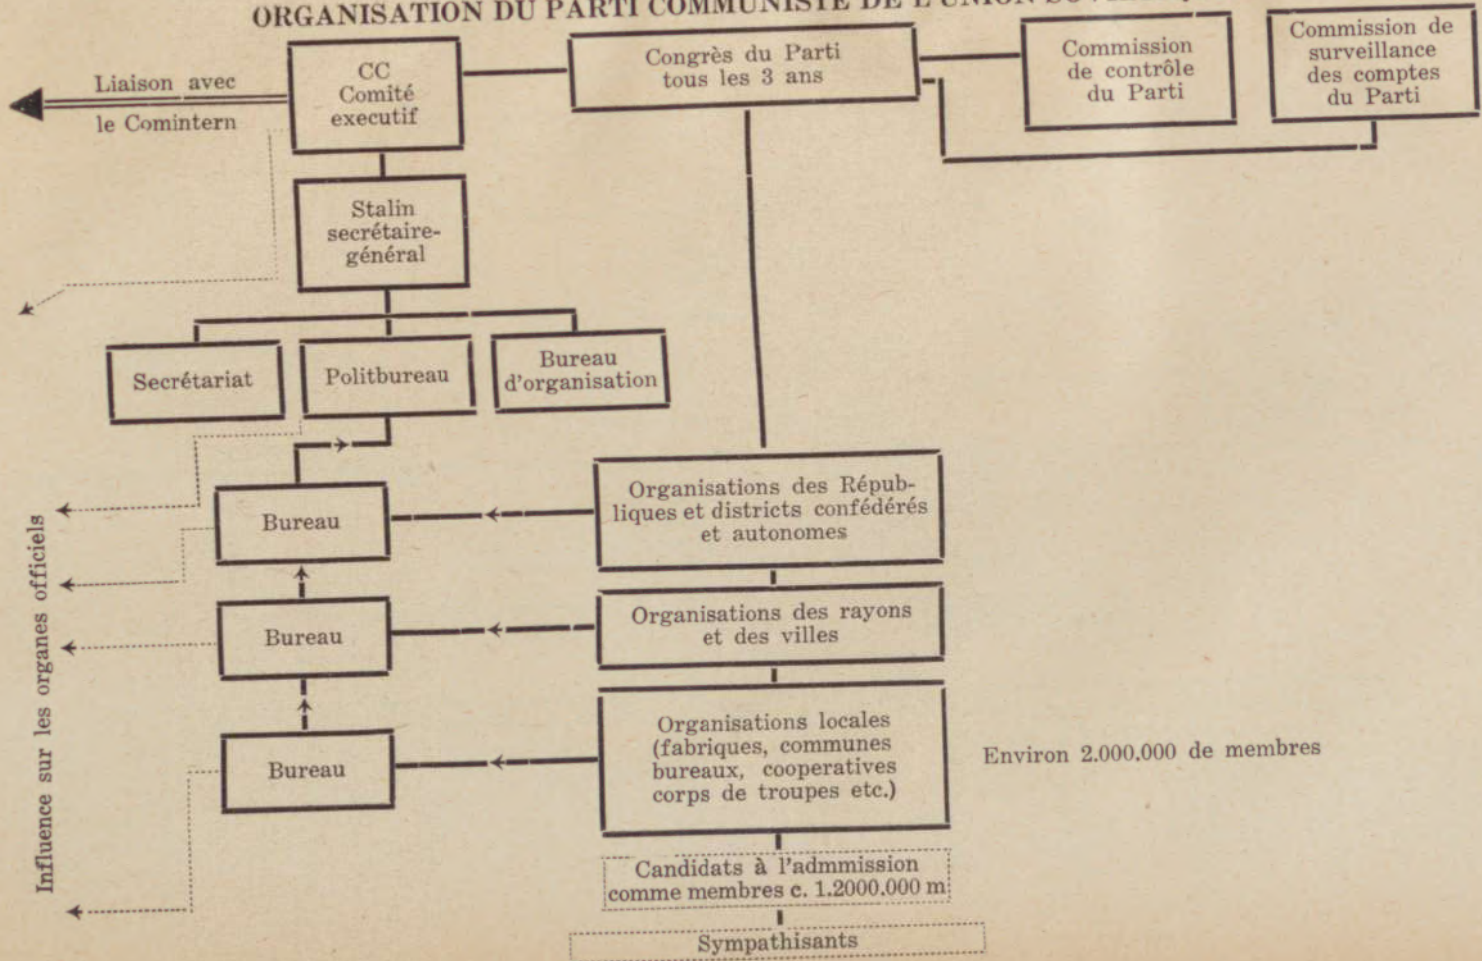 ORGANISATION DU PARTI COMMUNISTE DE L'UNION
Liaison avec
le Comintern
CC
Comité
executif
Congrès du Parti
tous les 3 ans
Commission
de contrôle
du Parti
Commission de
surveillance
des comptes
du Parti
Stalin
secrétaire-
général
Secrétariat
Politbureau
Bureau
d'organisation
Influence sur les organes officiels
Bureau
Organisations des Répub-
liques et districts confédérés
et autonomes
Bureau
Organisations des rayons
et des villes
Bureau
Organisations locales
(fabriques, communes
bureaux, cooperatives
corps de troupes etc.)
Environ 2.000.000 de membres
Candidats à l'admmission
comme membres c. 1.2000.000 m
Sympathisants